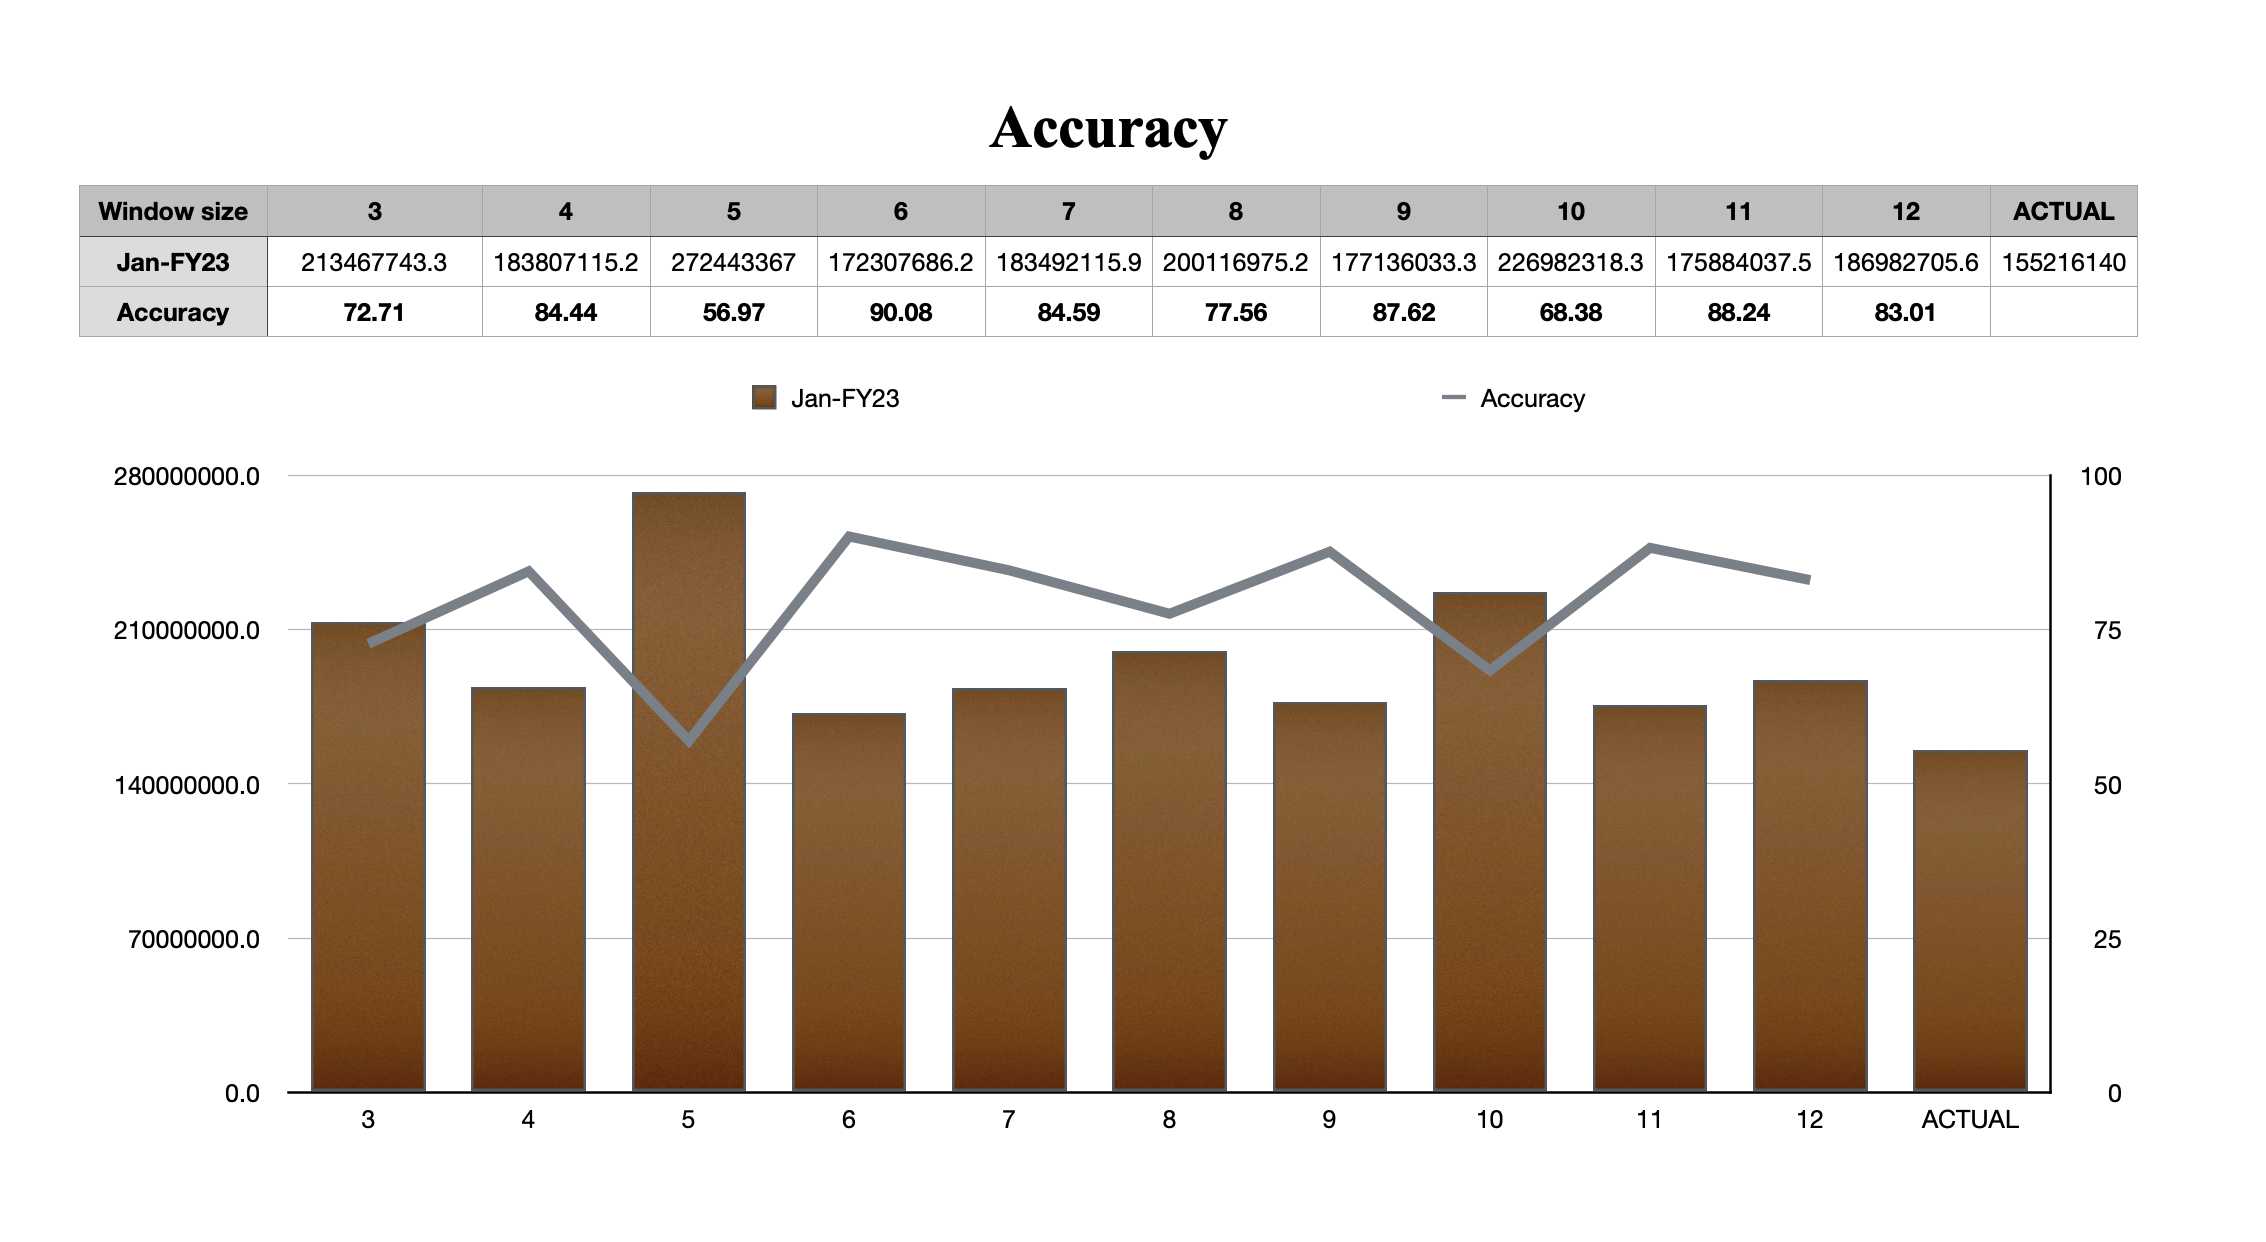 Accuracy
Window size 3 4 5 6 7 8 9 10 11 12 ACTUAL
Jan-FY23 213467743.3 183807115.2 272443367 172307686.2 183492115.9 200116975.2 177136033.3 226982318.3 175884037.5 186982705.6 155216140
Accuracy 72.71 84.44 56.97 90.08 84.59 77.56 87.62 68.38 88.24 83.01
Jan-FY23 Accuracy
280000000.0 100
210000000.0 75
140000000.0 50
70000000.0 25
0.0 0
3 4 5 6 7 8 9 10 11 12 ACTUAL